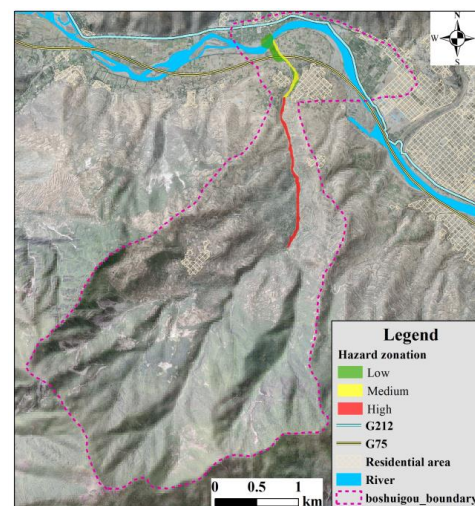 N
W
E
S
Legend
Hazard zonation
Low
Medium
High
G212
G75
Residential area
River
boshuigou_boundary
0 0.5 1
km